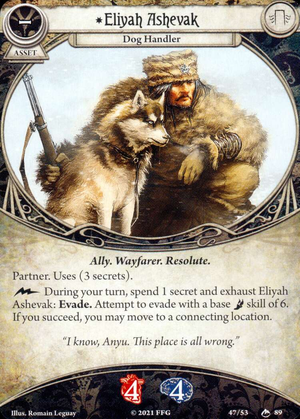 Eliyah Ashevak
Dog Handler
ASSET
Ally. Wayfarer. Resolute.
Partner. Uses (3 secrets).
During your turn, spend 1 secret and exhaust Eliyah
Ashevak: Evade. Attempt to evade with a base skill of 6.
If you succeed, you may move to a connecting location.
“I know, Anyu. This place is all wrong.”
4 4
Illus. Romain Leguay © 2021 FFG 47/53 89